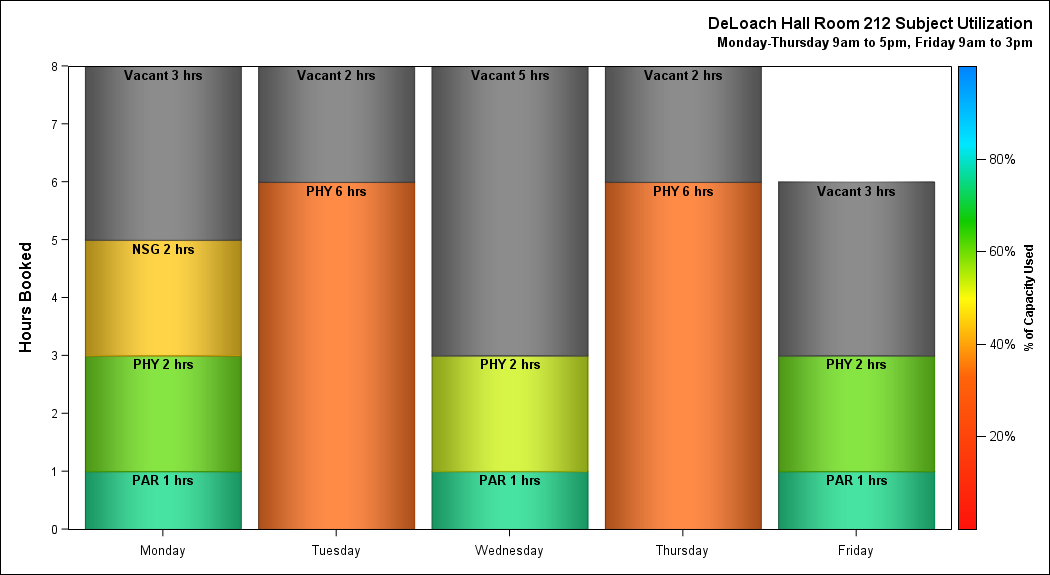 DeLoach Hall Room 212 Subject Utilization
Monday-Thursday 9am to 5pm, Friday 9am to 3pm
Hours Booked
8
7
6
5
4
3
2
1
0
Vacant 3 hrs
NSG 2 hrs
PHY 2 hrs
PAR 1 hrs
Vacant 2 hrs
PHY 6 hrs
Vacant 5 hrs
PHY 2 hrs
PAR 1 hrs
Vacant 2 hrs
PHY 6 hrs
Vacant 3 hrs
PHY 2 hrs
PAR 1 hrs
Monday
Tuesday
Wednesday
Thursday
Friday
80%
60%
40%
20%
% of Capacity Used